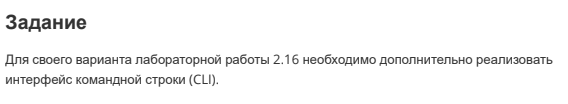 Задание
Для своего варианта лабораторной работы 2.16 необходимо дополнительно реализовать
интерфейс командной строки (CLI).